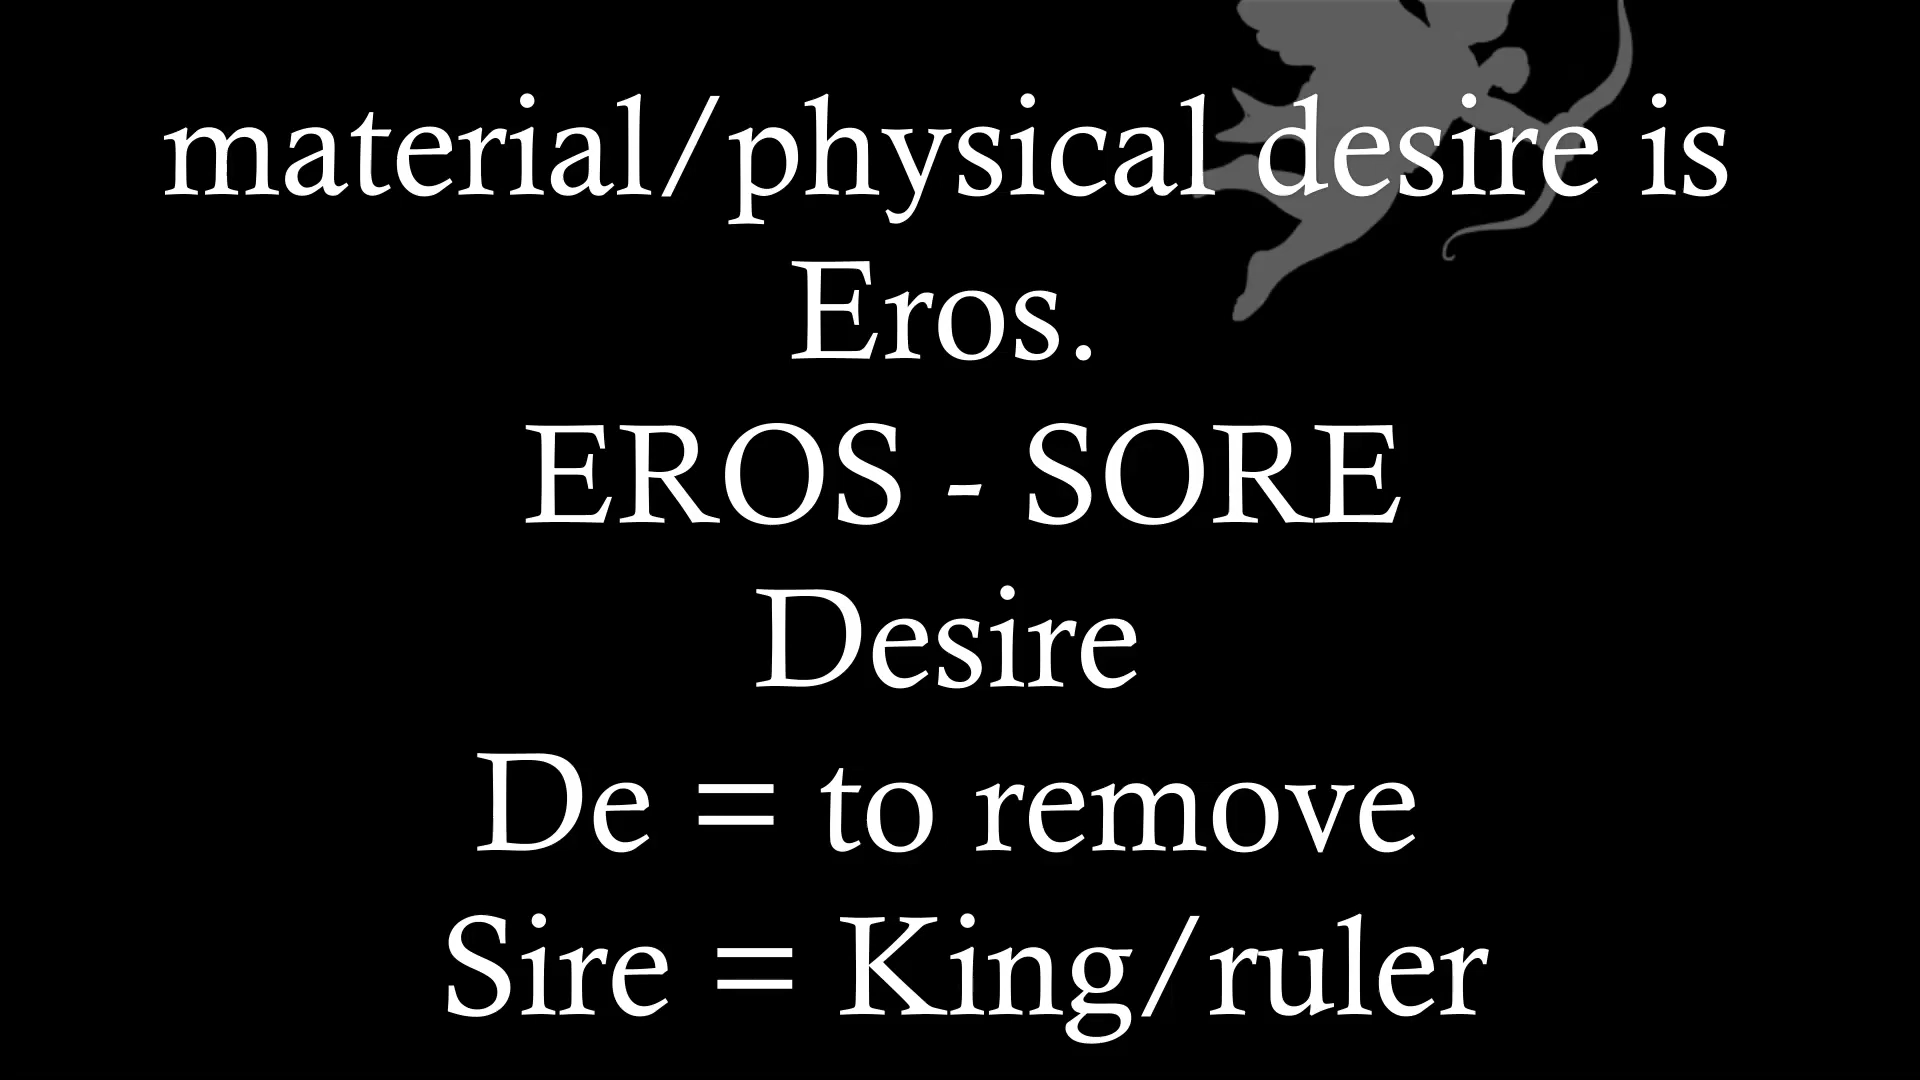 material/physical desire is
Eros.
EROS - SORE
Desire
De = to remove
Sire = King/ruler